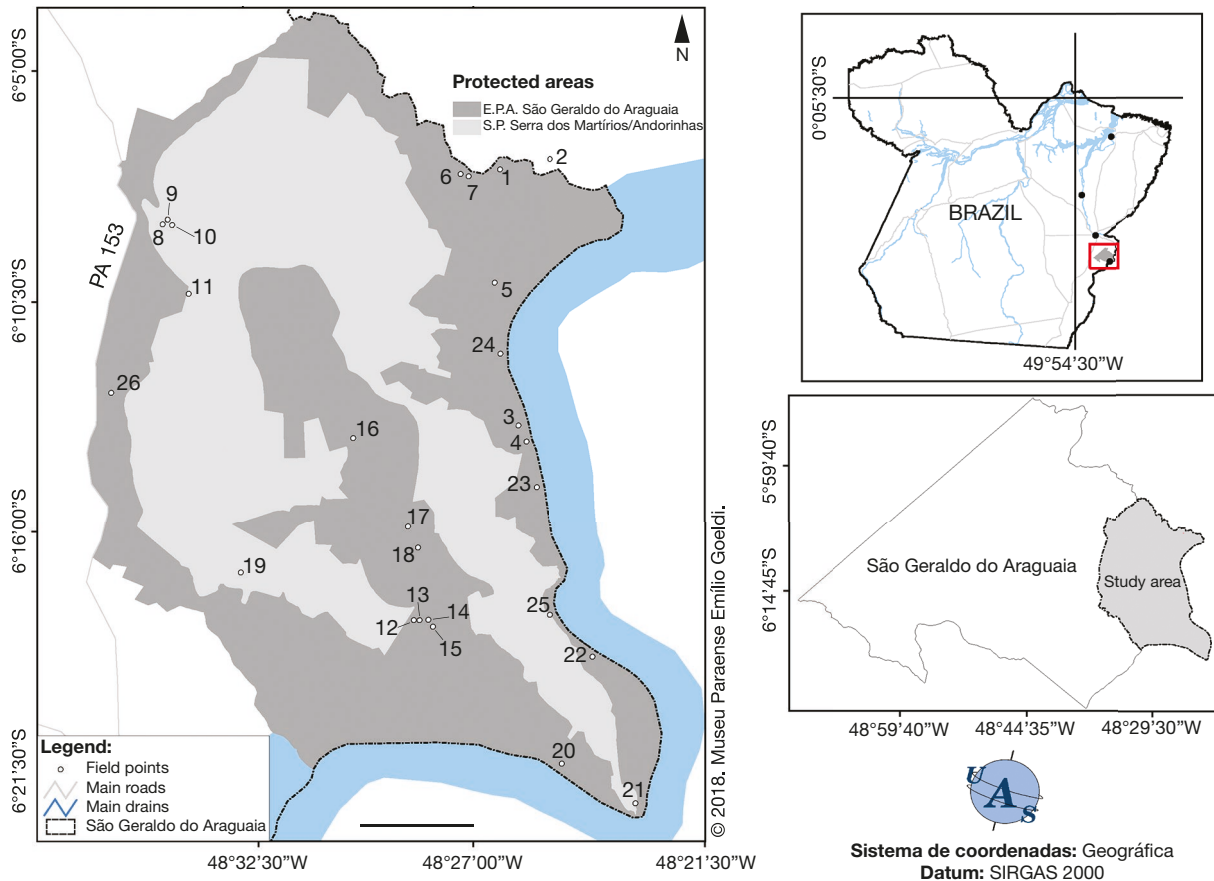 6°5'00"S
6°10'30"S
6°16'00"S
6°21'30"S
N
Protected areas
E.P.A. São Geraldo do Araguaia
S.P. Serra dos Martírios/Andorinhas
2
1
6
7
9
8
10
PA 153
11
5
24
26
3
16
4
23
17
18
19
13
14
12
15
25
22
20
21
Legend:
Field points
Main roads
Main drains
São Geraldo do Araguaia
48°32'30"W
48°27'00"W
48°21'30"W
© 2018. Museu Paraense Emílio Goeldi.
0°05'30"S
BRAZIL
49°54'30"W
5°59'40"S
6°14'45"S
São Geraldo do Araguaia
Study area
48°59'40"W
48°44'35"W
48°29'30"W
U A S
Sistema de coordenadas: Geográfica
Datum: SIRGAS 2000